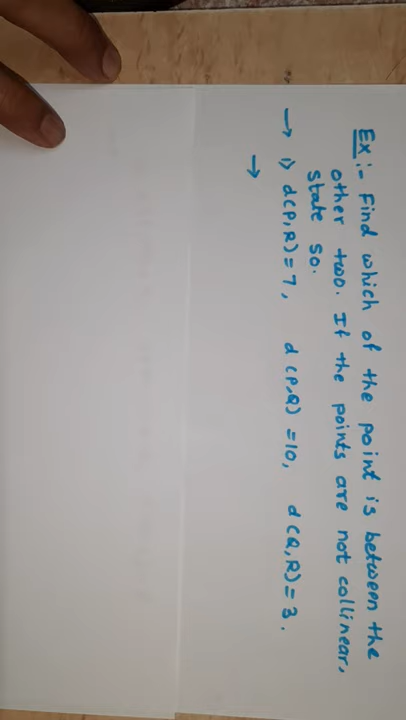 Ex:- Find which of the point is between the
other two. If the points are not collinear,
state so.
→ i) d(P,R)=7, d(P,Q)=10, d(Q,R)=3.
→